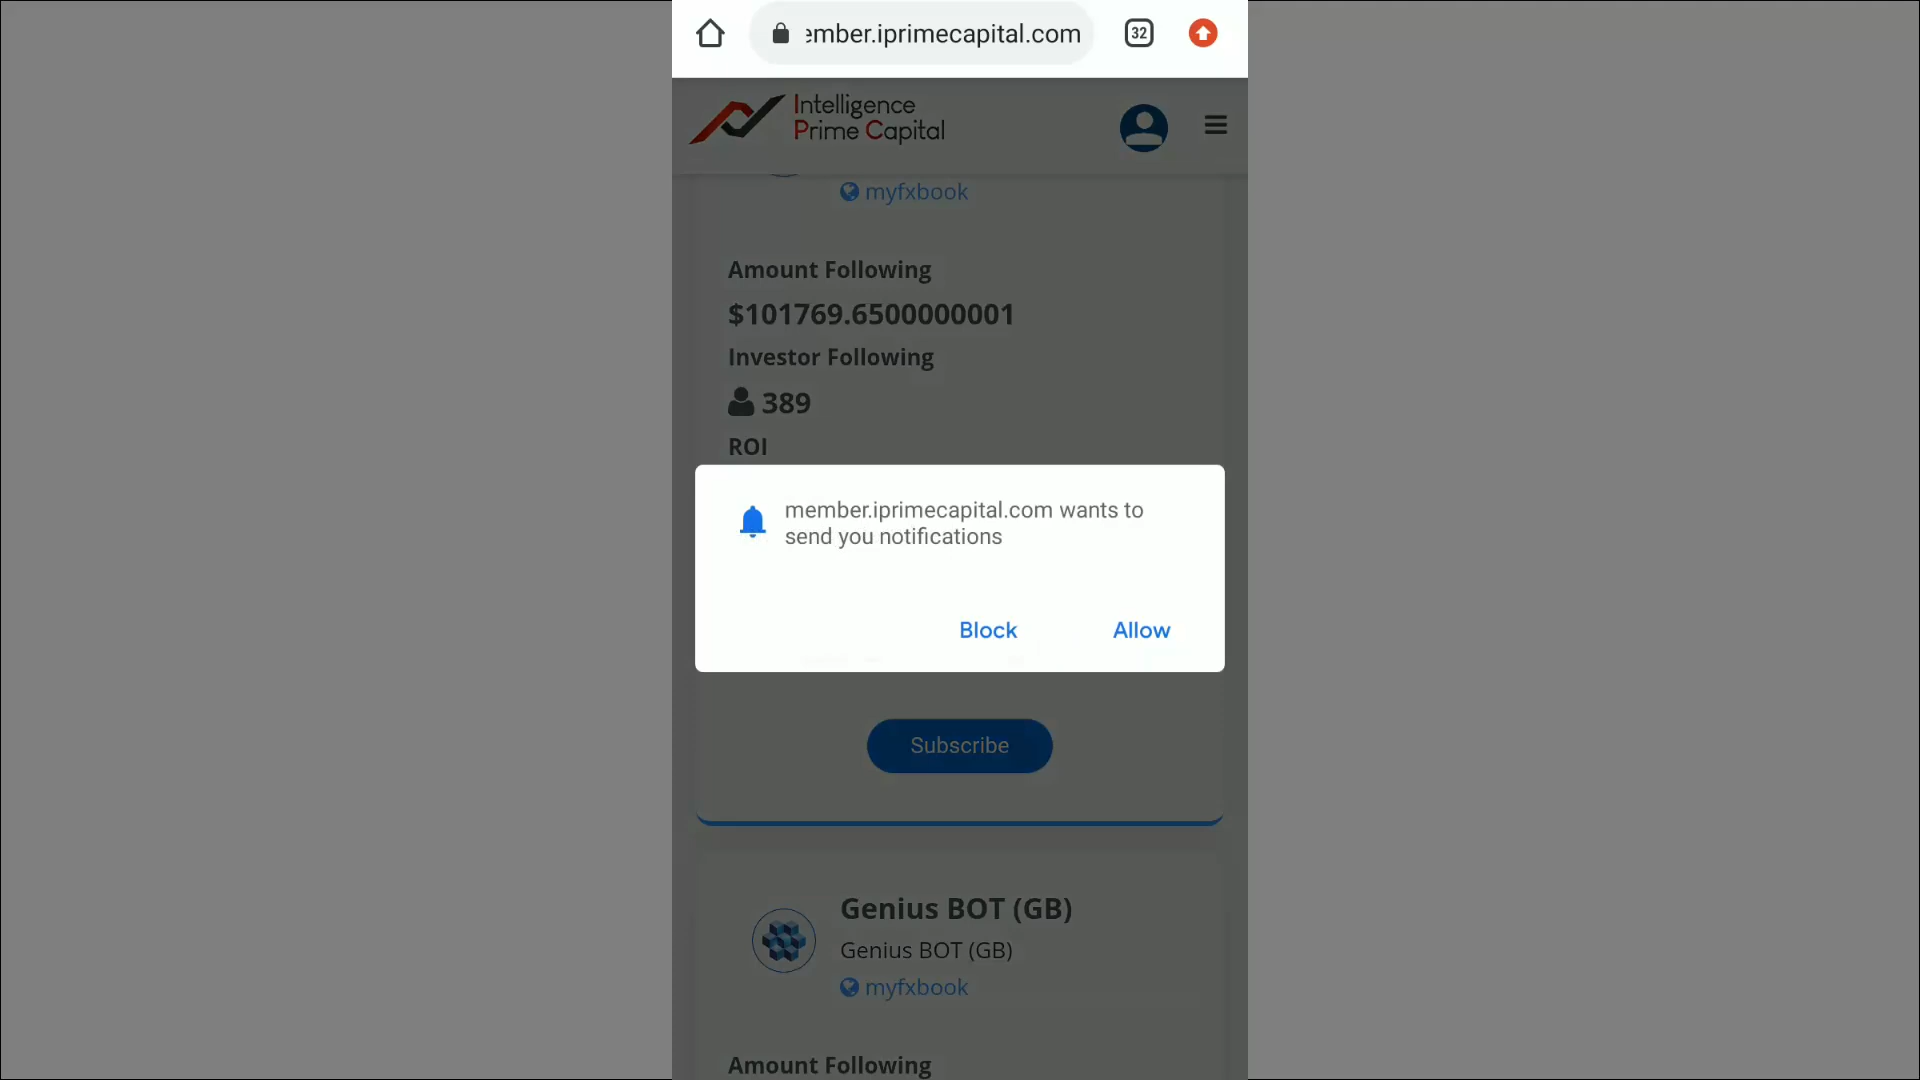 ember.iprimecapital.com
32
Intelligence
Prime Capital
myfxbook
Amount Following
$101769.6500000001
Investor Following
389
ROI
member.iprimecapital.com wants to
send you notifications
Block
Allow
Subscribe
Genius BOT (GB)
Genius BOT (GB)
myfxbook
Amount Following